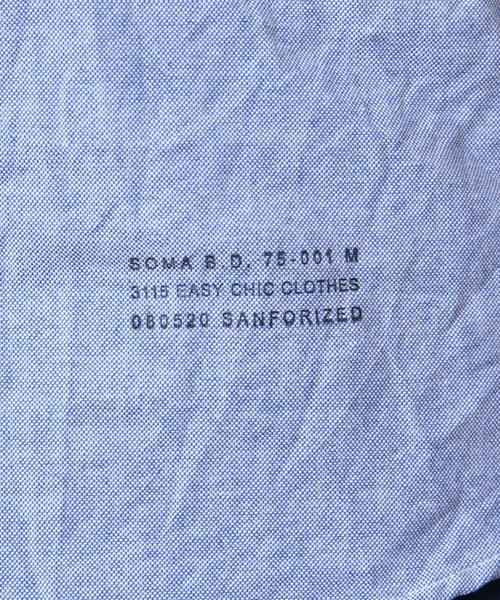 SOMA B.D. 75-001 M
3115 EASY CHIC CLOTHES
080520 SANFORIZED